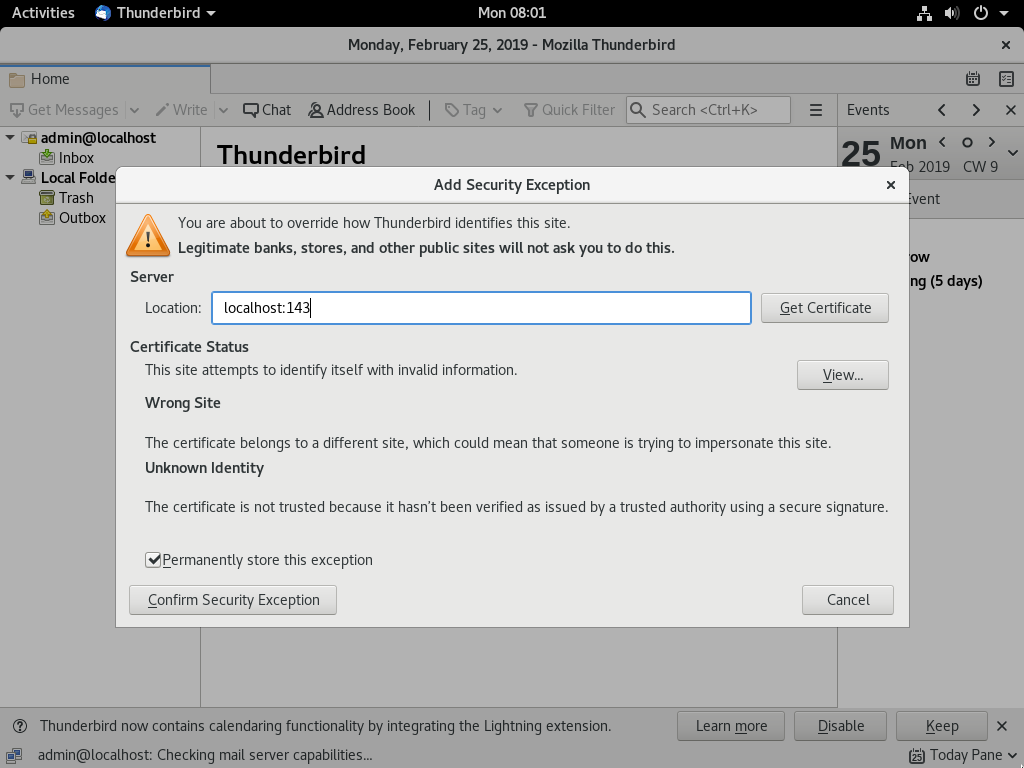 Activities Thunderbird Mon 08:01
Monday, February 25, 2019 - Mozilla Thunderbird
Home
Get Messages Write Chat Address Book Tag Quick Filter Search <Ctrl+K> Events
admin@localhost
Inbox
Local Folde
Trash
Outbox
Thunderbird
25 Mon
Feb 2019 CW 9
Event
row
ng (5 days)
Add Security Exception
You are about to override how Thunderbird identifies this site.
Legitimate banks, stores, and other public sites will not ask you to do this.
Server
Location: localhost:143 Get Certificate
Certificate Status
This site attempts to identify itself with invalid information.
View...
Wrong Site
The certificate belongs to a different site, which could mean that someone is trying to impersonate this site.
Unknown Identity
The certificate is not trusted because it hasn't been verified as issued by a trusted authority using a secure signature.
Permanently store this exception
Confirm Security Exception Cancel
Thunderbird now contains calendaring functionality by integrating the Lightning extension. Learn more Disable Keep
admin@localhost: Checking mail server capabilities... 25 Today Pane